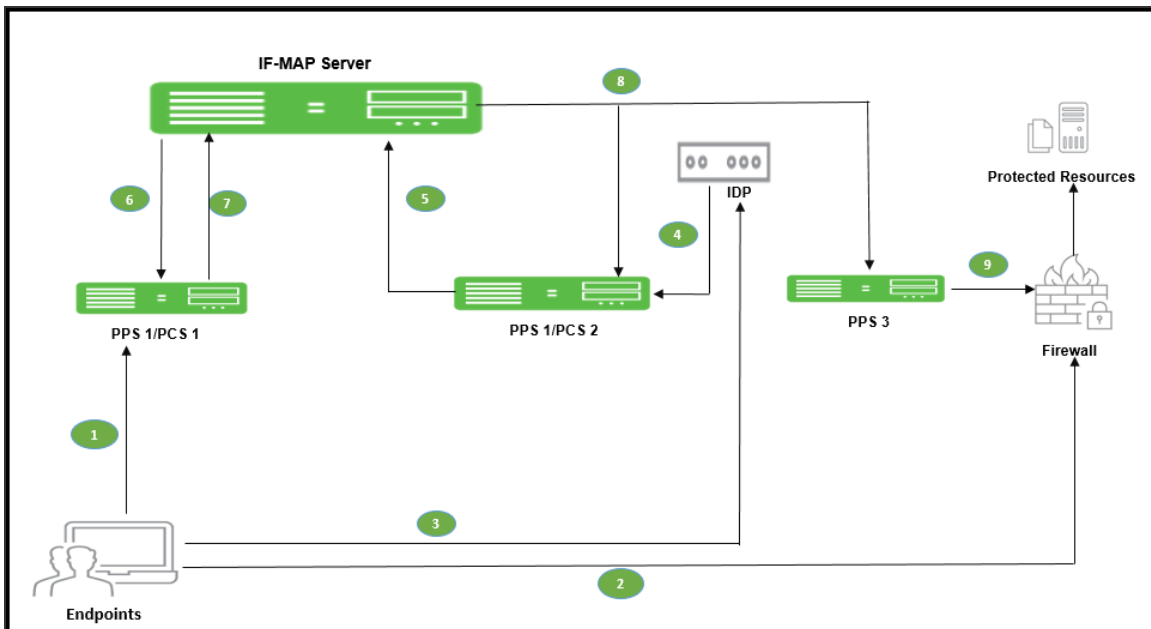 IF-MAP Server
8
Protected Resources
IDP
6
7
5
4
9
PPS 1/PCS 1
PPS 1/PCS 2
PPS 3
Firewall
1
3
2
Endpoints